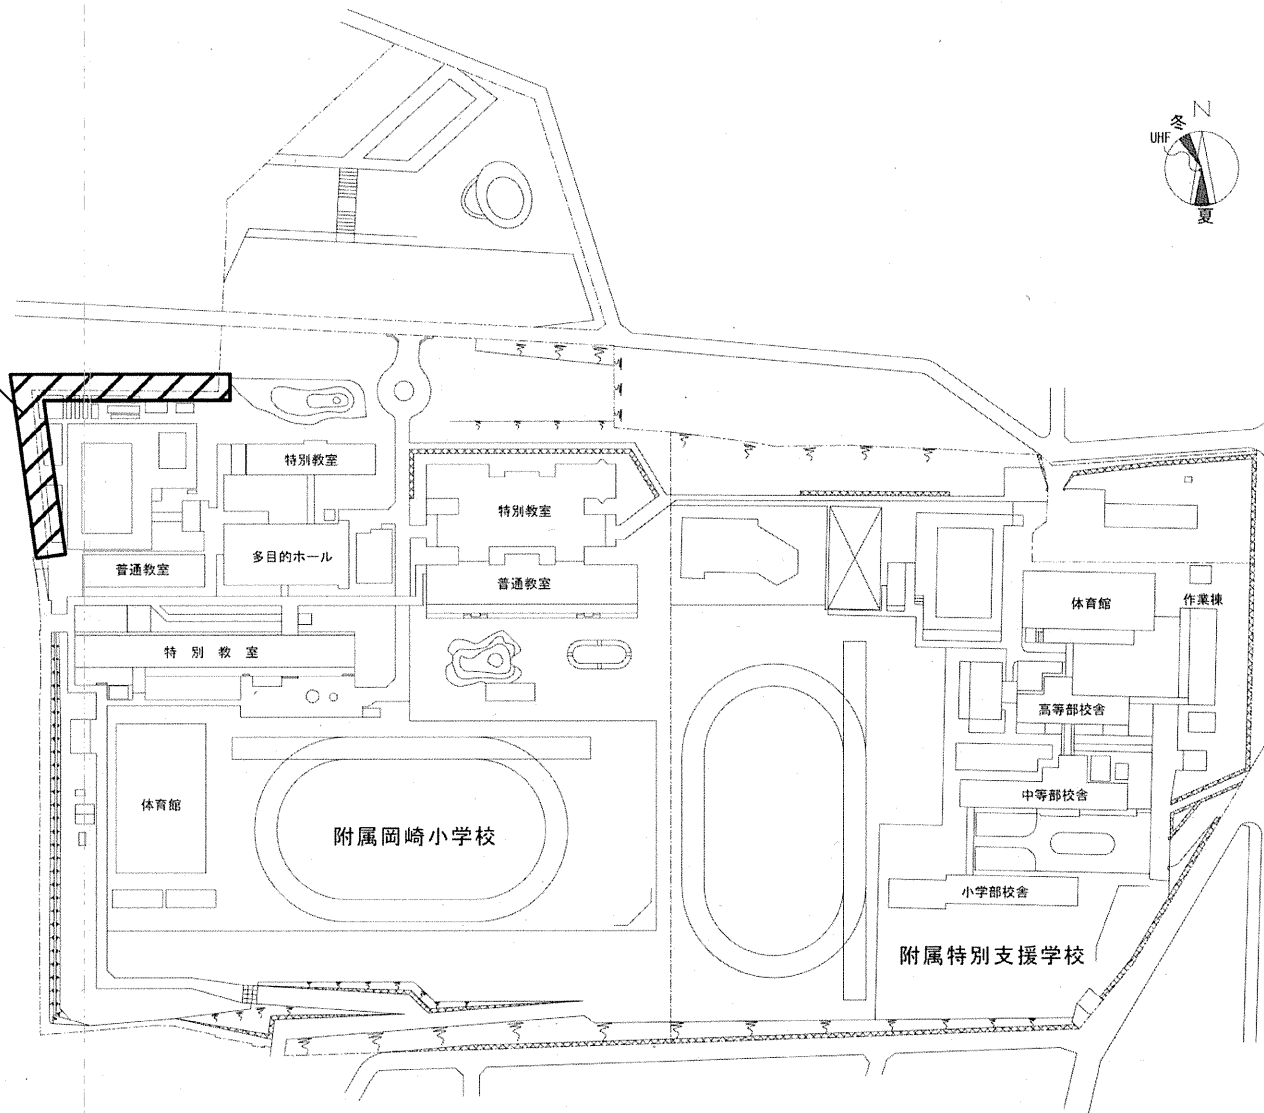 N
冬
UHF
夏
特別教室
特別教室
多目的ホール
普通教室
普通教室
体育館
作業棟
特別教室
高等部校舎
中等部校舎
体育館
附属岡崎小学校
小学部校舎
附属特別支援学校